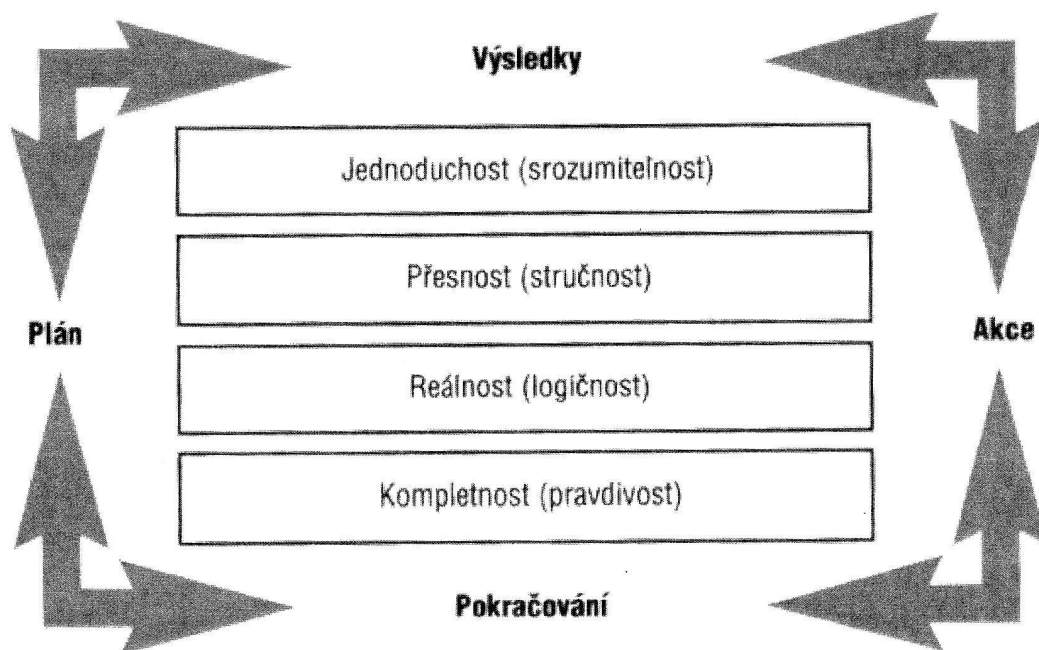 Výsledky
Jednoduchost (srozumitelnost)
Přesnost (stručnost)
Plán
Akce
Reálnost (logičnost)
Kompletnost (pravdivost)
Pokračování